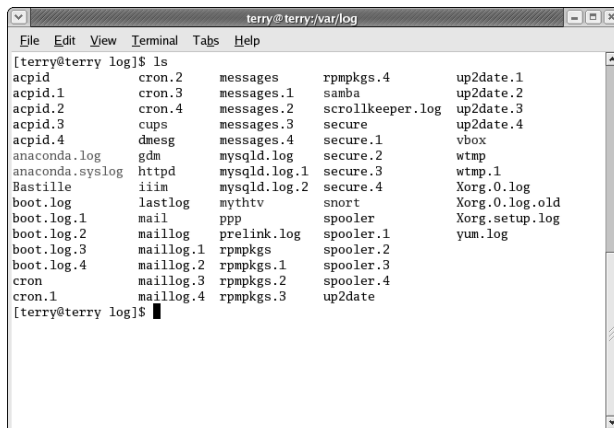 terry@terry:/var/log
File Edit View Terminal Tabs Help
[terry@terry log]$ ls
acpid cron.2 messages rpmpkgs.4 up2date.1
acpid.1 cron.3 messages.1 samba up2date.2
acpid.2 cron.4 messages.2 scrollkeeper.log up2date.3
acpid.3 cups messages.3 secure up2date.4
acpid.4 dmesg messages.4 secure.1 vbox
anaconda.log gdm mysqld.log secure.2 wtmp
anaconda.syslog httpd mysqld.log.1 secure.3 wtmp.1
Bastille iiim mysqld.log.2 secure.4 Xorg.0.log
boot.log lastlog mythtv snort Xorg.0.log.old
boot.log.1 mail ppp spooler Xorg.setup.log
boot.log.2 maillog prelink.log spooler.1 yum.log
boot.log.3 maillog.1 rpmpkgs spooler.2
boot.log.4 maillog.2 rpmpkgs.1 spooler.3
cron maillog.3 rpmpkgs.2 spooler.4
cron.1 maillog.4 rpmpkgs.3 up2date
[terry@terry log]$